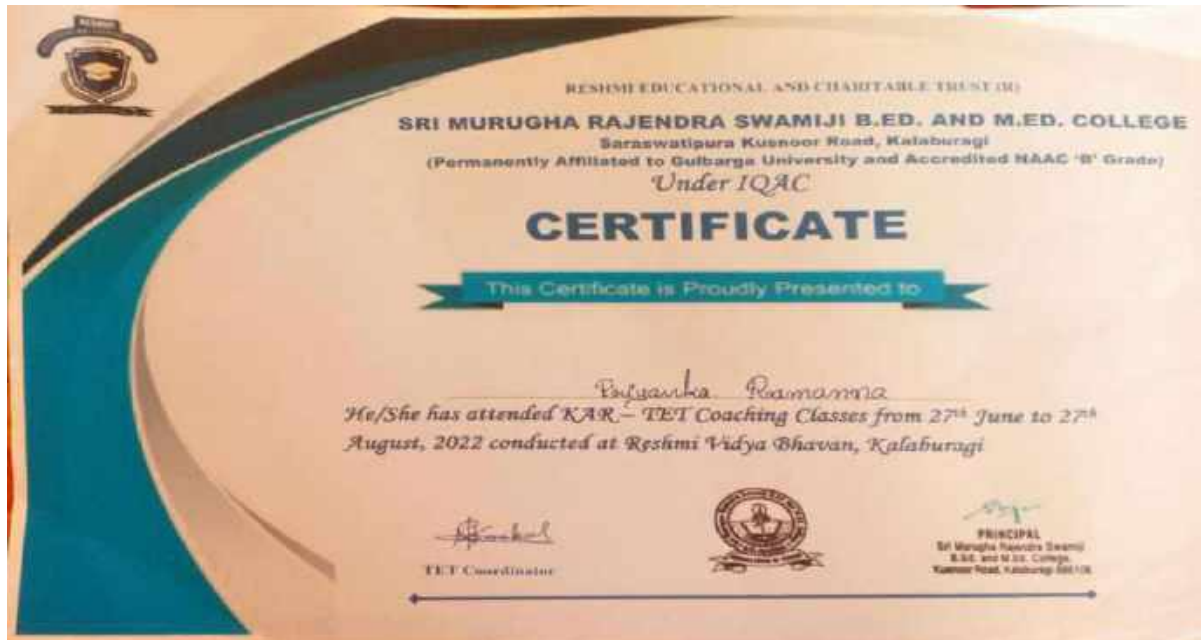 RESHMI
RESHMI EDUCATIONAL AND CHARITABLE TRUST (R)
SRI MURUGHA RAJENDRA SWAMIJI B.ED. AND M.ED. COLLEGE
Saraswatipura Kusnoor Road, Kalaburagi
(Permanently Affiliated to Gulbarga University and Accredited NAAC 'B' Grade)
Under IQAC
CERTIFICATE
This Certificate is Proudly Presented to
Priyanka Ramanna
He/She has attended KAR – TET Coaching Classes from 27th June to 27th
August, 2022 conducted at Reshmi Vidya Bhavan, Kalaburagi
TET Coordinator
PRINCIPAL
Sri Murugha Rajendra Swamiji
B.Ed. and M.Ed. College,
Kusnoor Road, Kalaburagi